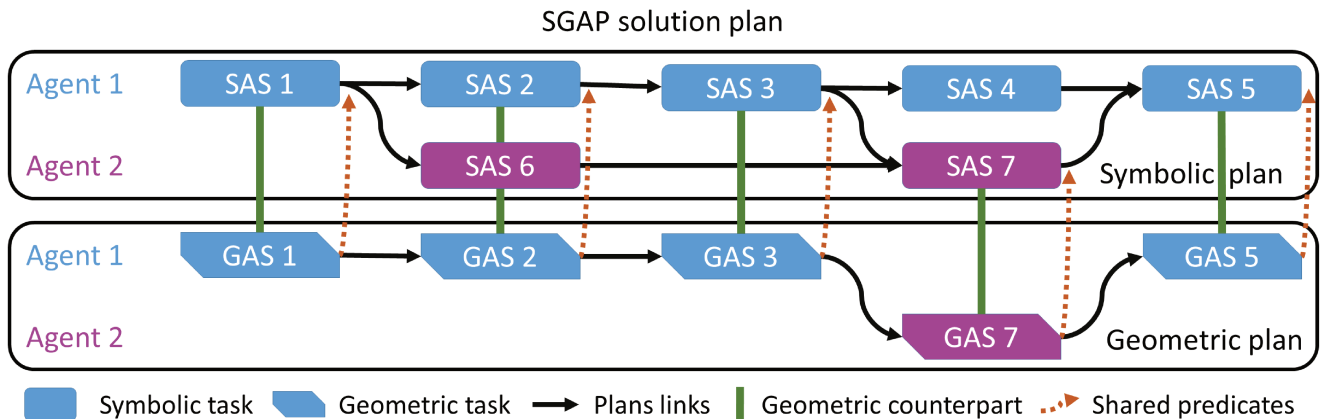 SGAP solution plan
Agent 1 SAS 1 SAS 2 SAS 3 SAS 4 SAS 5
Agent 2 SAS 6 SAS 7 Symbolic plan
Agent 1 GAS 1 GAS 2 GAS 3 GAS 5
Agent 2 GAS 7 Geometric plan
Symbolic task Geometric task Plans links Geometric counterpart Shared predicates